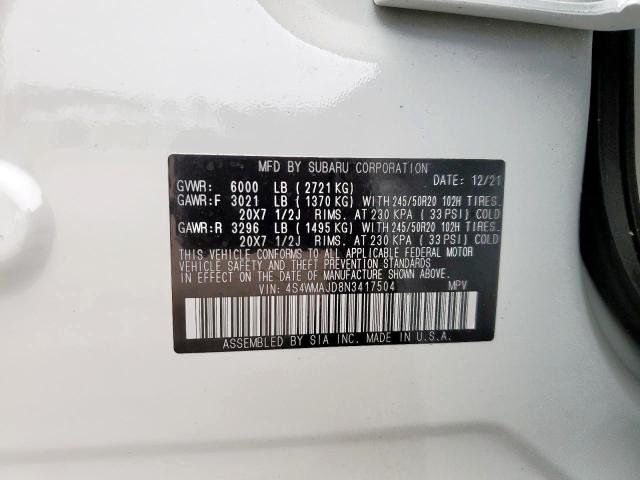 MFD BY SUBARU CORPORATION
DATE: 12/21
GVWR: 6000 LB ( 2721 KG)
GAWR:F 3021 LB ( 1370 KG) WITH 245/50R20 102H TIRES.
20X7 1/2J RIMS. AT 230 KPA ( 33 PSI) COLD
GAWR:R 3296 LB ( 1495 KG) WITH 245/50R20 102H TIRES.
20X7 1/2J RIMS. AT 230 KPA ( 33 PSI) COLD
THIS VEHICLE CONFORMS TO ALL APPLICABLE FEDERAL MOTOR
VEHICLE SAFETY AND THEFT PREVENTION STANDARDS
IN EFFECT ON THE DATE OF MANUFACTURE SHOWN ABOVE.
VIN: 4S4WMAJD8N3417504 MPV
ASSEMBLED BY SIA INC. MADE IN U.S.A.